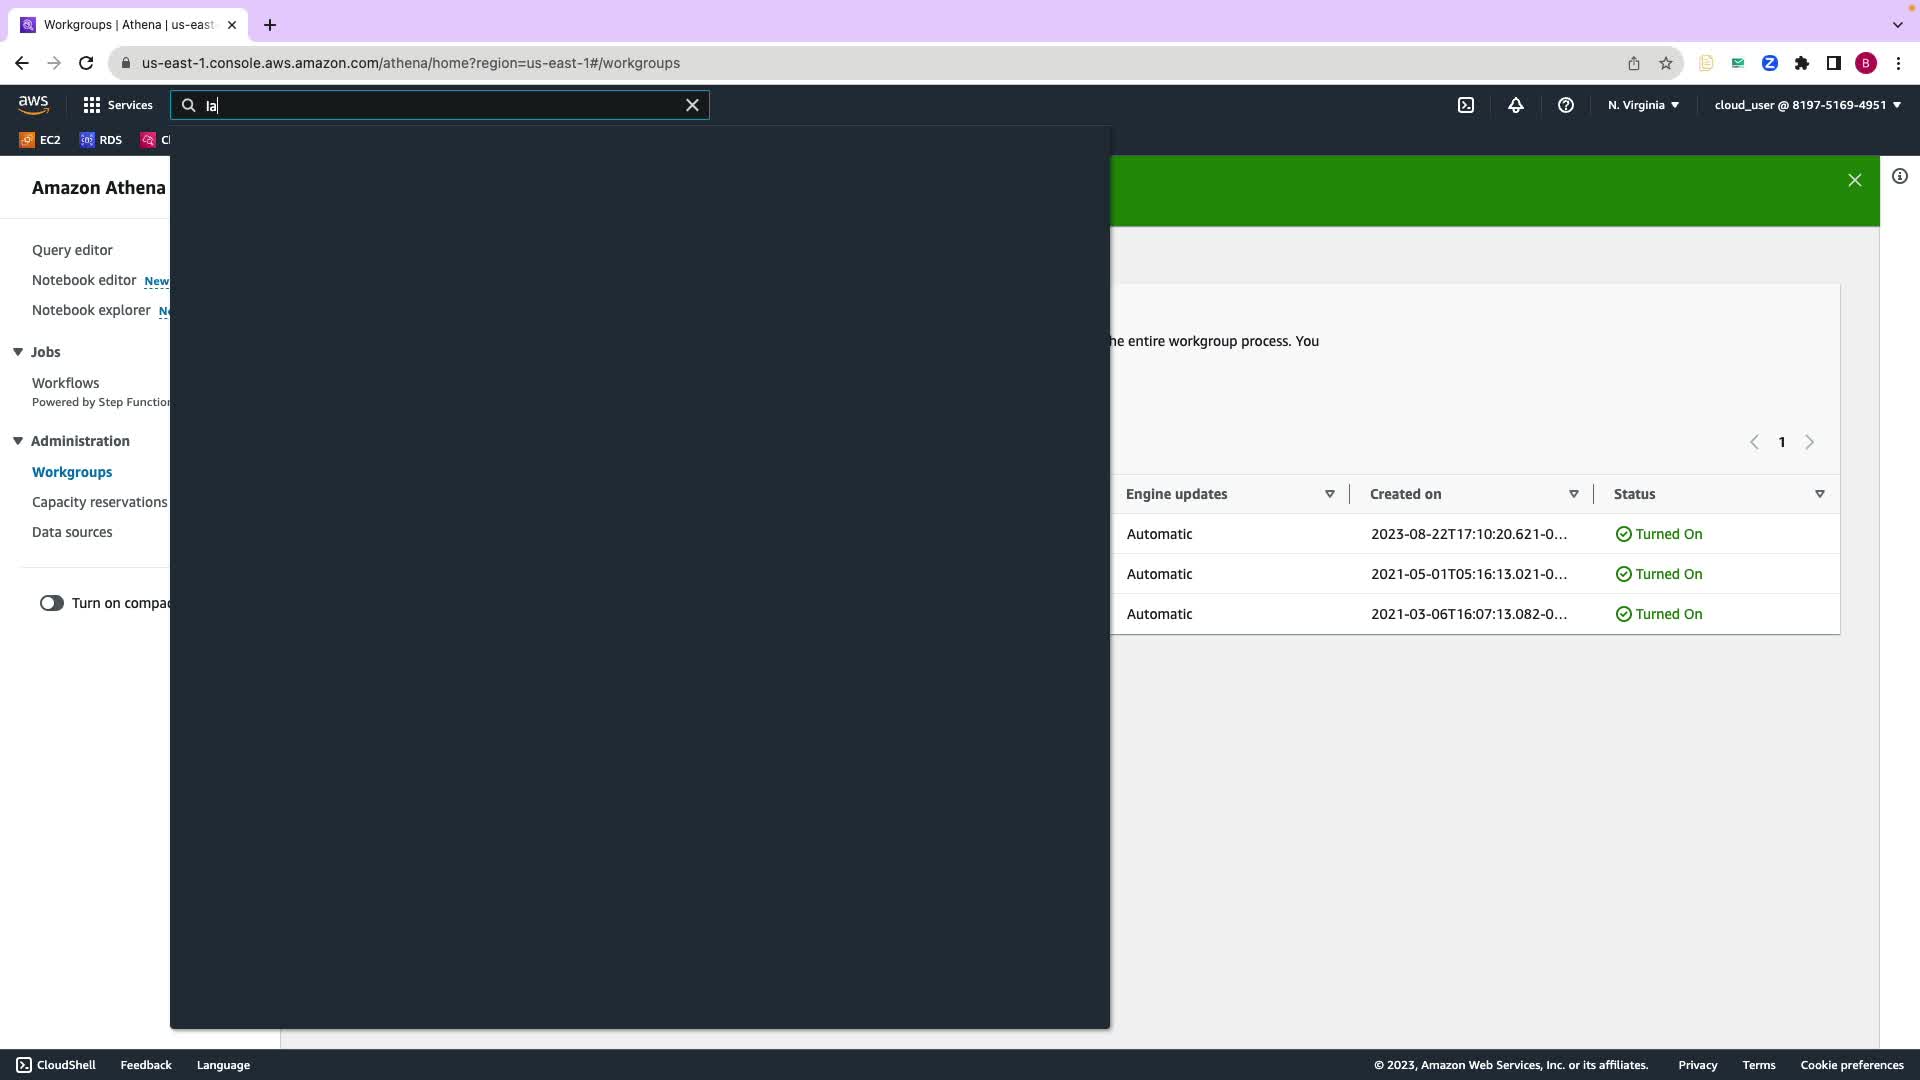 Workgroups | Athena | us-east-
us-east-1.console.aws.amazon.com/athena/home?region=us-east-1#/workgroups
B
aws
Services
la
N. Virginia
cloud_user @ 8197-5169-4951
EC2
RDS
Amazon Athena
Query editor
Notebook editor New
Notebook explorer
Jobs
Workflows
Powered by Step Function
Administration
Workgroups
Capacity reservations
Data sources
Turn on compac
he entire workgroup process. You
1
Engine updates
Created on
Status
Automatic
2023-08-22T17:10:20.621-0...
Turned On
Automatic
2021-05-01T05:16:13.021-0...
Turned On
Automatic
2021-03-06T16:07:13.082-0...
Turned On
CloudShell
Feedback
Language
© 2023, Amazon Web Services, Inc. or its affiliates.
Privacy
Terms
Cookie preferences